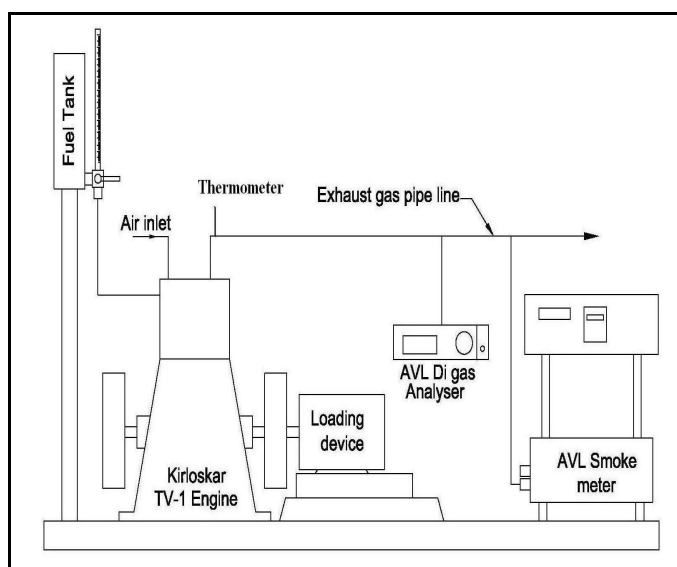 Fuel Tank
Thermometer
Exhaust gas pipe line
Air inlet
AVL Di gas
Analyser
Loading
device
Kirloskar
TV-1 Engine
AVL Smoke
meter